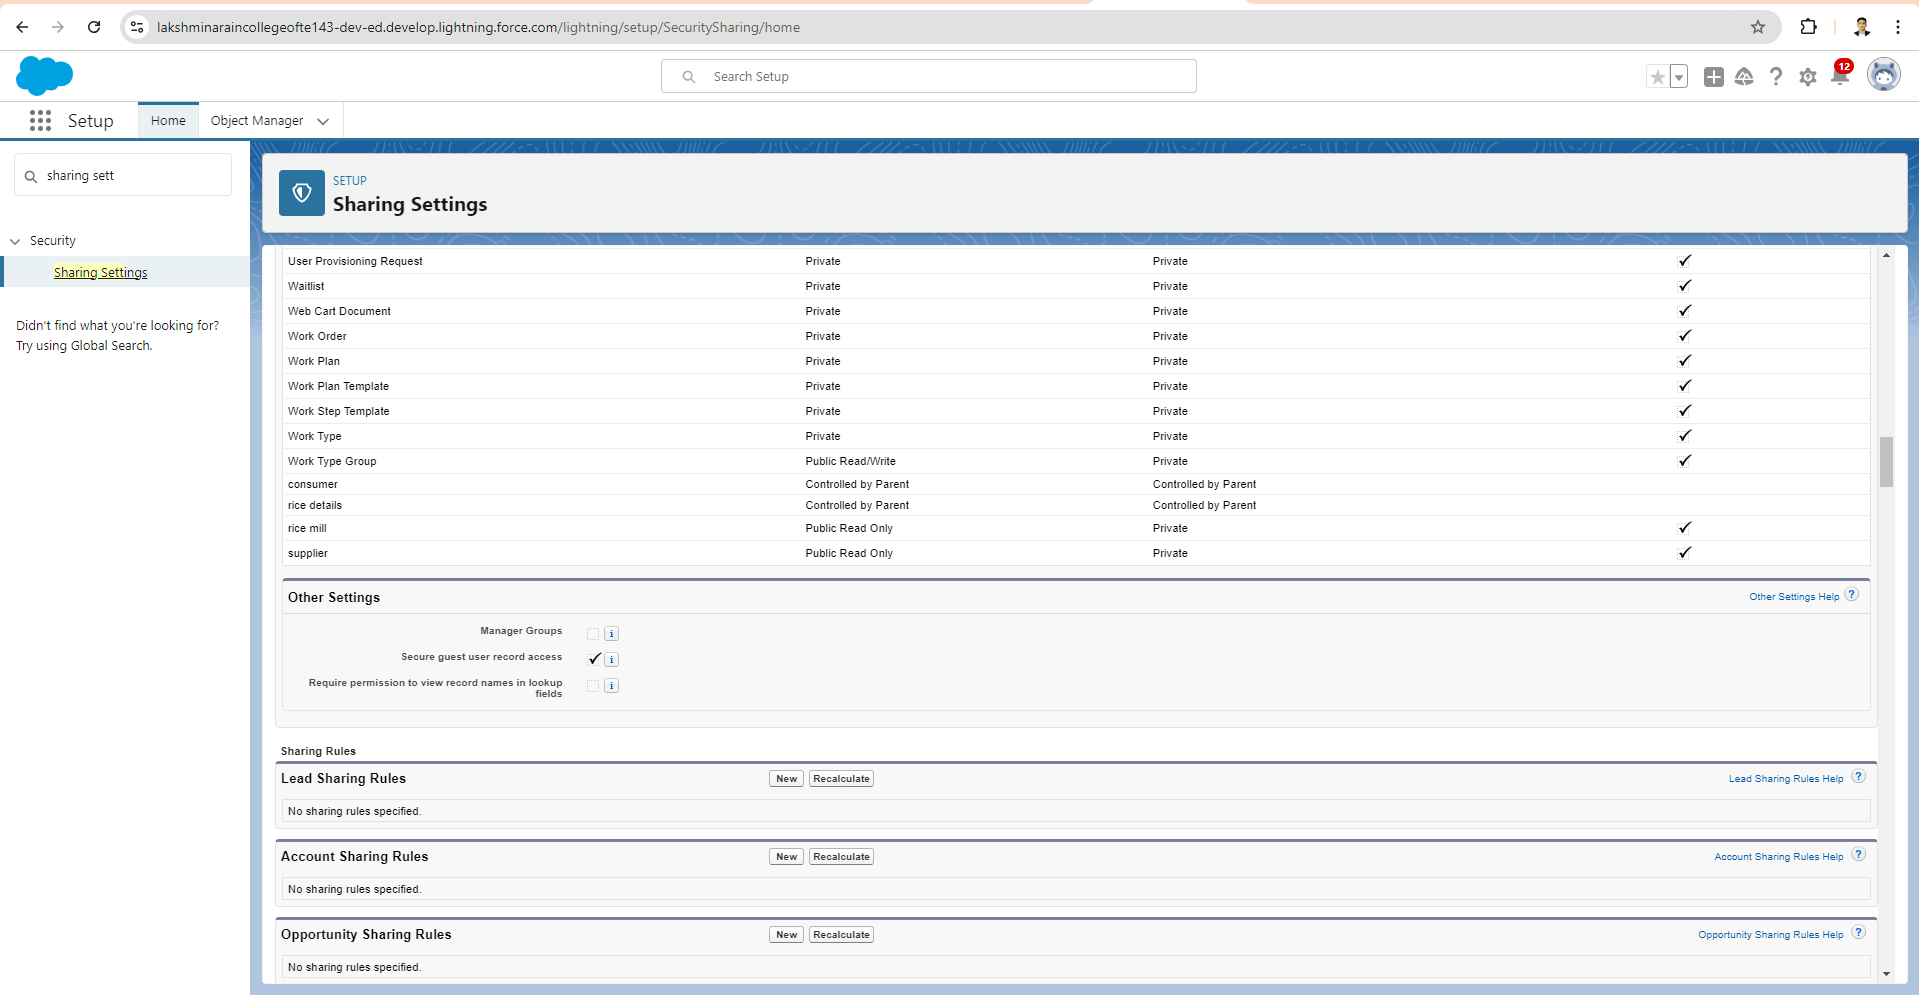 lakshminaraincollegeofte143-dev-ed.develop.lightning.force.com/lightning/setup/SecuritySharing/home
Search Setup
12
Setup Home Object Manager
sharing sett
Security
Sharing Settings
Didn't find what you're looking for?
Try using Global Search.
SETUP
Sharing Settings
User Provisioning Request Private Private
Waitlist Private Private
Web Cart Document Private Private
Work Order Private Private
Work Plan Private Private
Work Plan Template Private Private
Work Step Template Private Private
Work Type Private Private
Work Type Group Public Read/Write Private
consumer Controlled by Parent Controlled by Parent
rice details Controlled by Parent Controlled by Parent
rice mill Public Read Only Private
supplier Public Read Only Private
Other Settings Other Settings Help ?
Manager Groups i
Secure guest user record access i
Require permission to view record names in lookup
fields i
Sharing Rules
Lead Sharing Rules New Recalculate Lead Sharing Rules Help ?
No sharing rules specified.
Account Sharing Rules New Recalculate Account Sharing Rules Help ?
No sharing rules specified.
Opportunity Sharing Rules New Recalculate Opportunity Sharing Rules Help ?
No sharing rules specified.